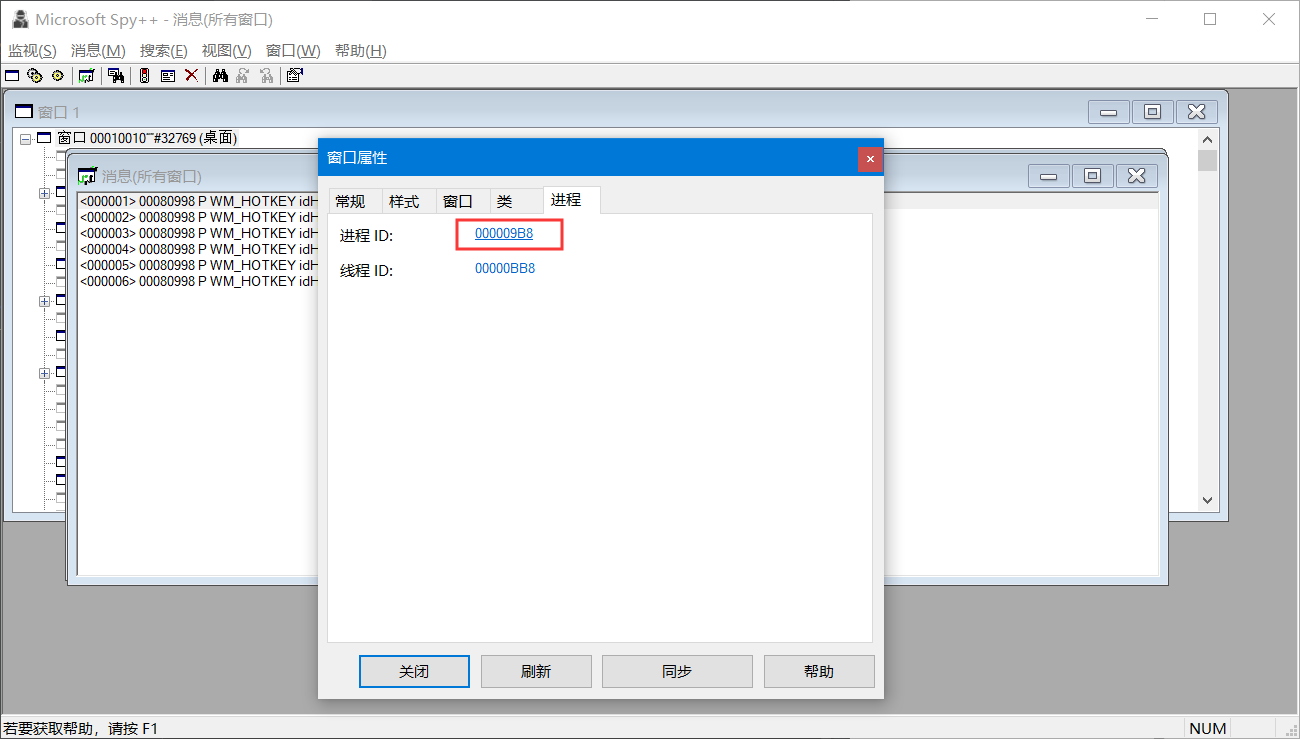 Microsoft Spy++ - 消息(所有窗口)
监视(S) 消息(M) 搜索(E) 视图(V) 窗口(W) 帮助(H)
窗口 1
窗口 00010010""#32769 (桌面)
消息(所有窗口)
<000001> 00080998 P WM_HOTKEY idH
<000002> 00080998 P WM_HOTKEY idH
<000003> 00080998 P WM_HOTKEY idH
<000004> 00080998 P WM_HOTKEY idH
<000005> 00080998 P WM_HOTKEY idH
<000006> 00080998 P WM_HOTKEY idH
窗口属性
常规 样式 窗口 类 进程
进程 ID: 000009B8
线程 ID: 00000BB8
关闭 刷新 同步 帮助
若要获取帮助，请按 F1 NUM